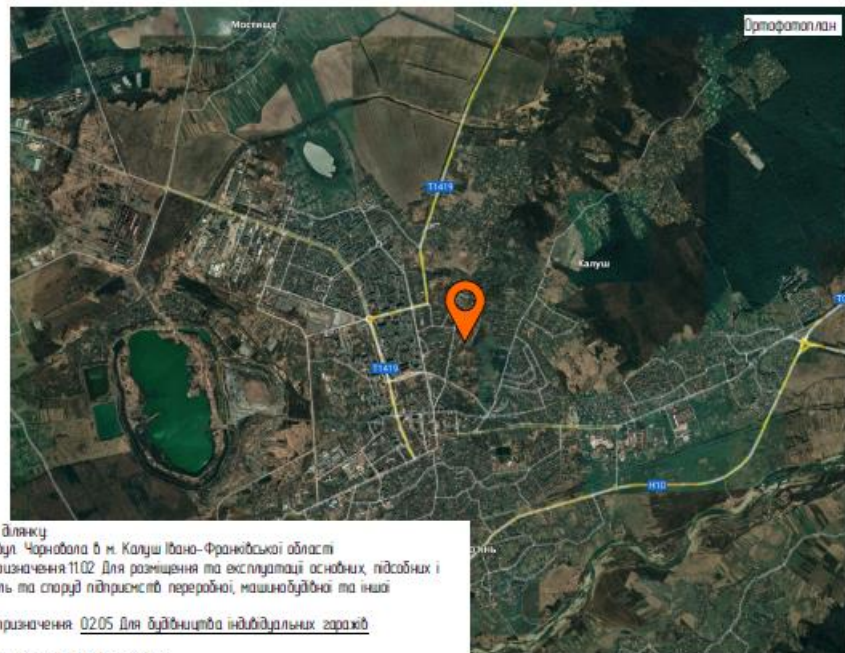 Мостище
Ортофотоплан
Т1419
Калуш
Т1419
Н10
ділянку:
вул. Чорновола в м. Калуш Івано-Франківської області
призначення: 11.02 Для розміщення та експлуатації основних, підсобних і
та споруд підприємств переробної, машинобудівної та іншої
призначення: 02.05 Для будівництва індивідуальних гаражів